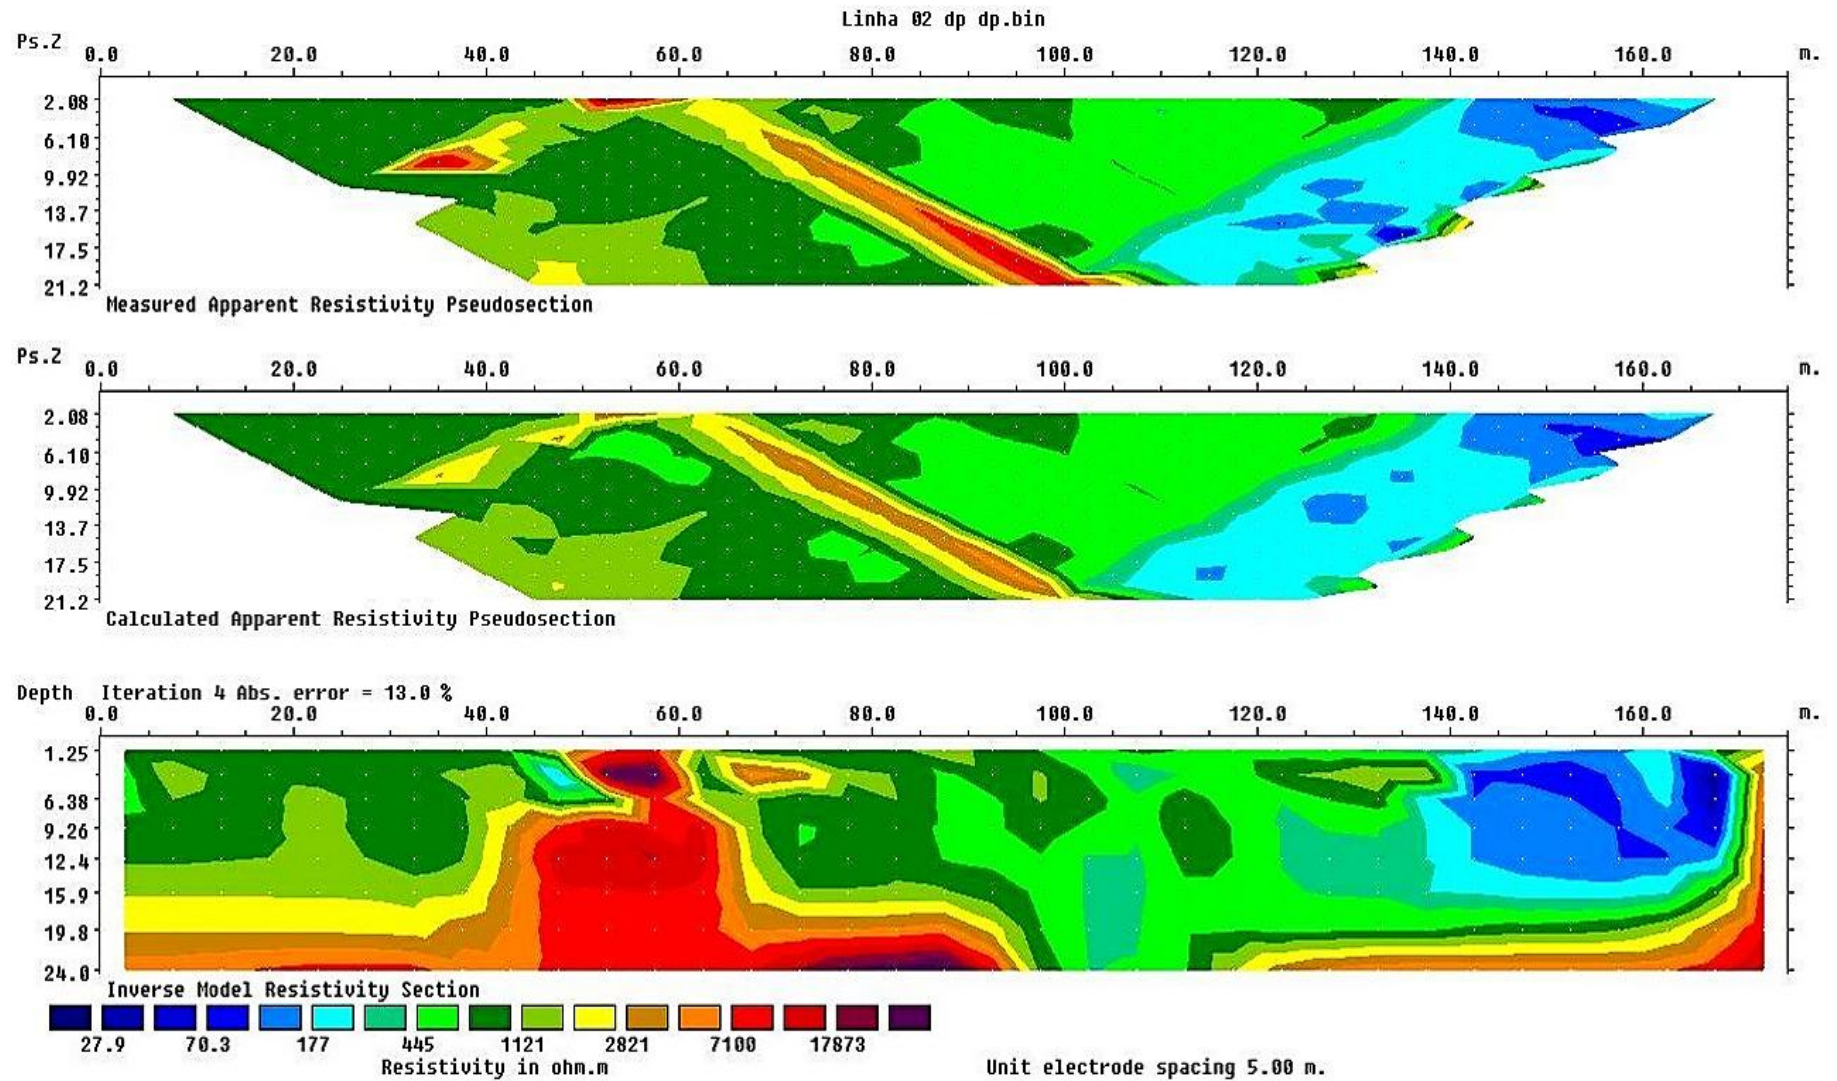 Linha 02 dp dp.bin
Ps.Z 0.0 20.0 40.0 60.0 80.0 100.0 120.0 140.0 160.0 m.
2.08
6.18
9.92
13.7
17.5
21.2
Measured Apparent Resistivity Pseudosection
Ps.Z 0.0 20.0 40.0 60.0 80.0 100.0 120.0 140.0 160.0 m.
2.08
6.18
9.92
13.7
17.5
21.2
Calculated Apparent Resistivity Pseudosection
Depth Iteration 4 Abs. error = 13.0 %
0.0 20.0 40.0 60.0 80.0 100.0 120.0 140.0 160.0 m.
1.25
6.38
9.26
12.4
15.9
19.8
24.0
Inverse Model Resistivity Section
27.9 70.3 177 445 1121 2821 7100 17873
Resistivity in ohm.m Unit electrode spacing 5.00 m.